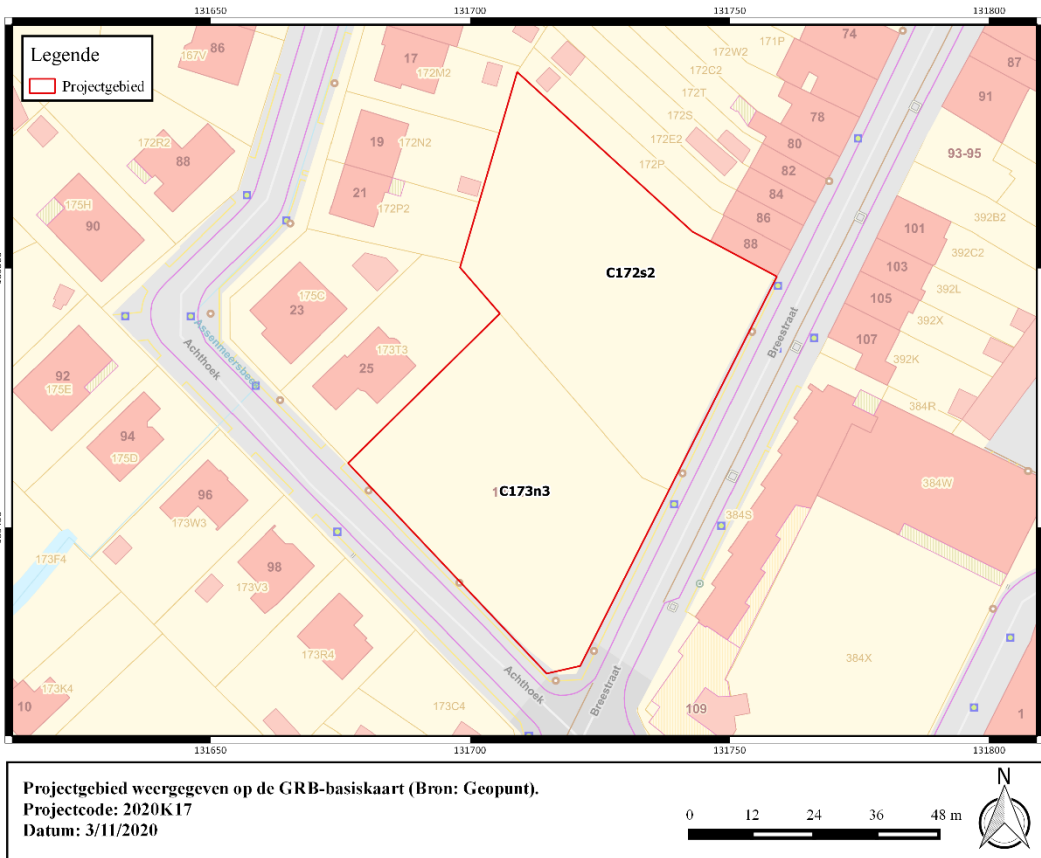 131650 131700 131750 131800
Legende
Projectgebied
167V 86 17 172M2 172W2 171P 74 87
172C2 91
172T 78
172S 93-95
172R2 88 19 172N2 172E2 80
172P 82
175H 21 84
90 172P2 86 101 392B2
88 392C2
C172s2 103
175C 105 392L
23 Breestraat 392X
Assenmeersbeek 107
Achthoek 173T3 392K
92 25
175E 384R
94
175D 384W
96 C173n3
173W3 384S
173F4 98
173V3
173R4 384X
173K4 Achthoek Breestraat
10 173C4 109 1
131650 131700 131750 131800
Projectgebied weergegeven op de GRB-basiskaart (Bron: Geopunt).
Projectcode: 2020K17
Datum: 3/11/2020
0 12 24 36 48 m
N